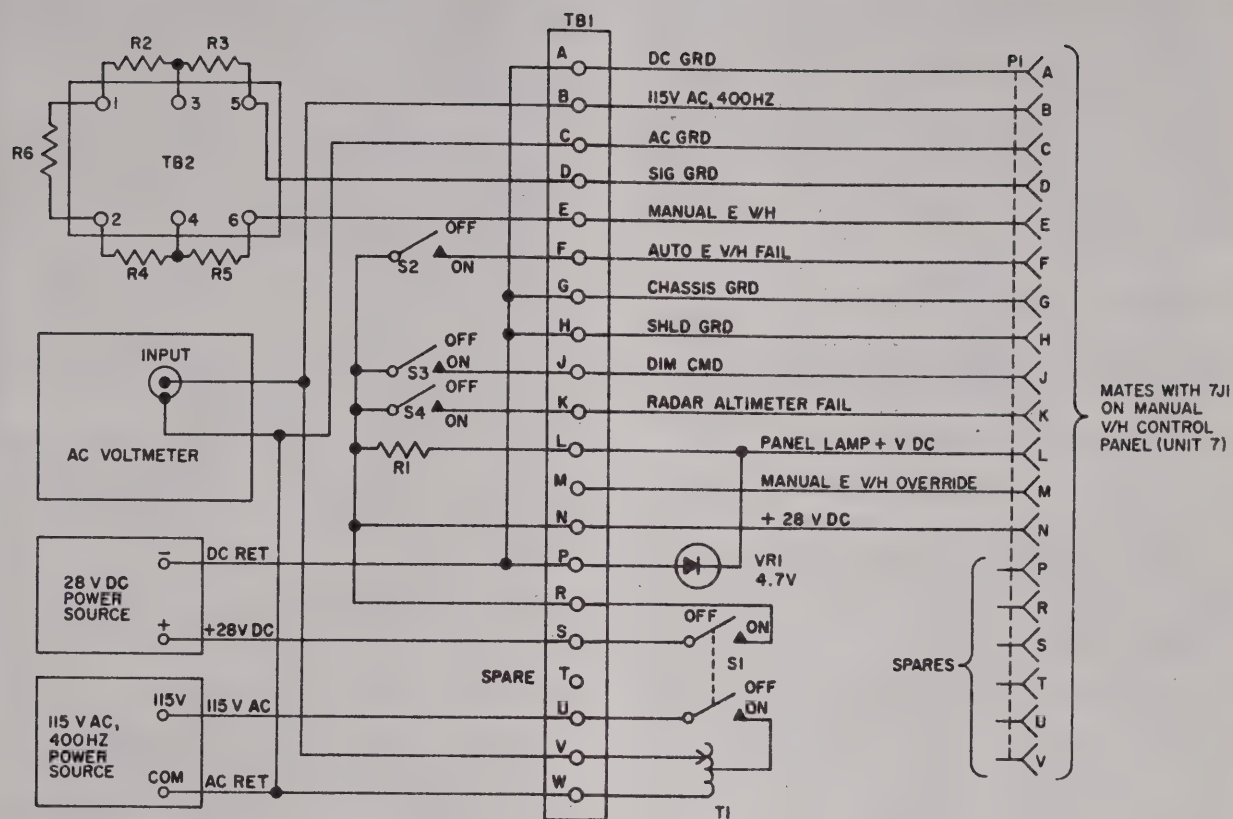 TB1
R2
R3
1
3
5
R6
TB2
2
4
6
R4
R5
A
B
C
D
E
F
G
H
J
K
L
M
N
P
R
S
T
U
V
W
DC GRD
115V AC, 400HZ
AC GRD
SIG GRD
MANUAL E V/H
AUTO E V/H FAIL
CHASSIS GRD
SHLD GRD
DIM CMD
RADAR ALTIMETER FAIL
PANEL LAMP + V DC
MANUAL E V/H OVERRIDE
+ 28 V DC
P1
A
B
C
D
E
F
G
H
J
K
L
M
N
P
R
S
T
U
V
MATES WITH 7J1
ON MANUAL
V/H CONTROL
PANEL (UNIT 7)
SPARES
OFF
S2
ON
OFF
S3
ON
OFF
S4
ON
R1
INPUT
AC VOLTMETER
28 V DC
POWER
SOURCE
−
DC RET
+
+28V DC
115 V AC,
400HZ
POWER
SOURCE
115V
115 V AC
COM
AC RET
SPARE
VR1
4.7V
OFF
ON
S1
OFF
ON
T1